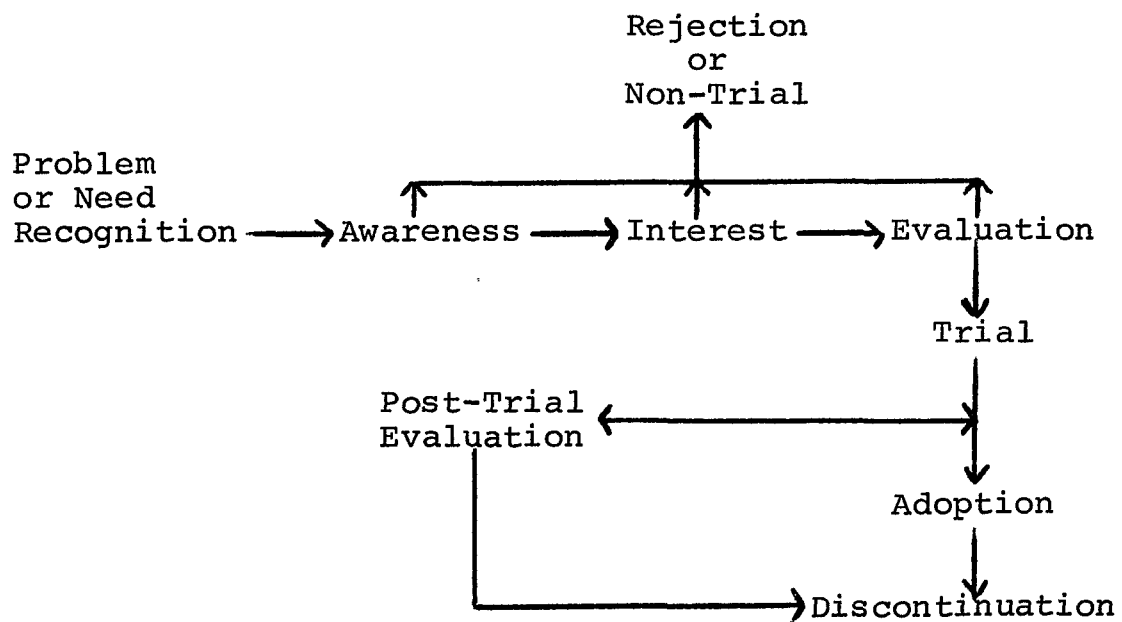 Rejection
or
Non-Trial
Problem
or Need
Recognition
Awareness
Interest
Evaluation
Trial
Post-Trial
Evaluation
Adoption
Discontinuation